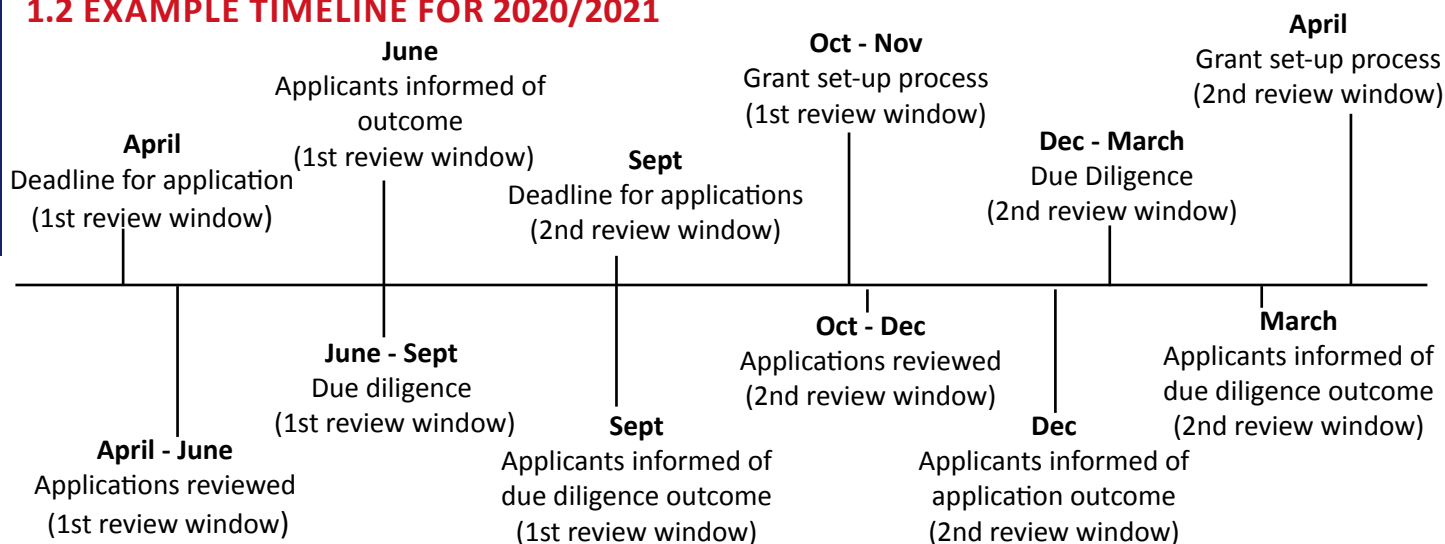 1.2 EXAMPLE TIMELINE FOR 2020/2021
April
Deadline for application
(1st review window)
June
Applicants informed of
outcome
(1st review window)
Sept
Deadline for applications
(2nd review window)
Oct - Nov
Grant set-up process
(1st review window)
Dec - March
Due Diligence
(2nd review window)
April
Grant set-up process
(2nd review window)
April - June
Applications reviewed
(1st review window)
June - Sept
Due diligence
(1st review window)
Sept
Applicants informed of
due diligence outcome
(1st review window)
Oct - Dec
Applications reviewed
(2nd review window)
Dec
Applicants informed of
application outcome
(2nd review window)
March
Applicants informed of
due diligence outcome
(2nd review window)